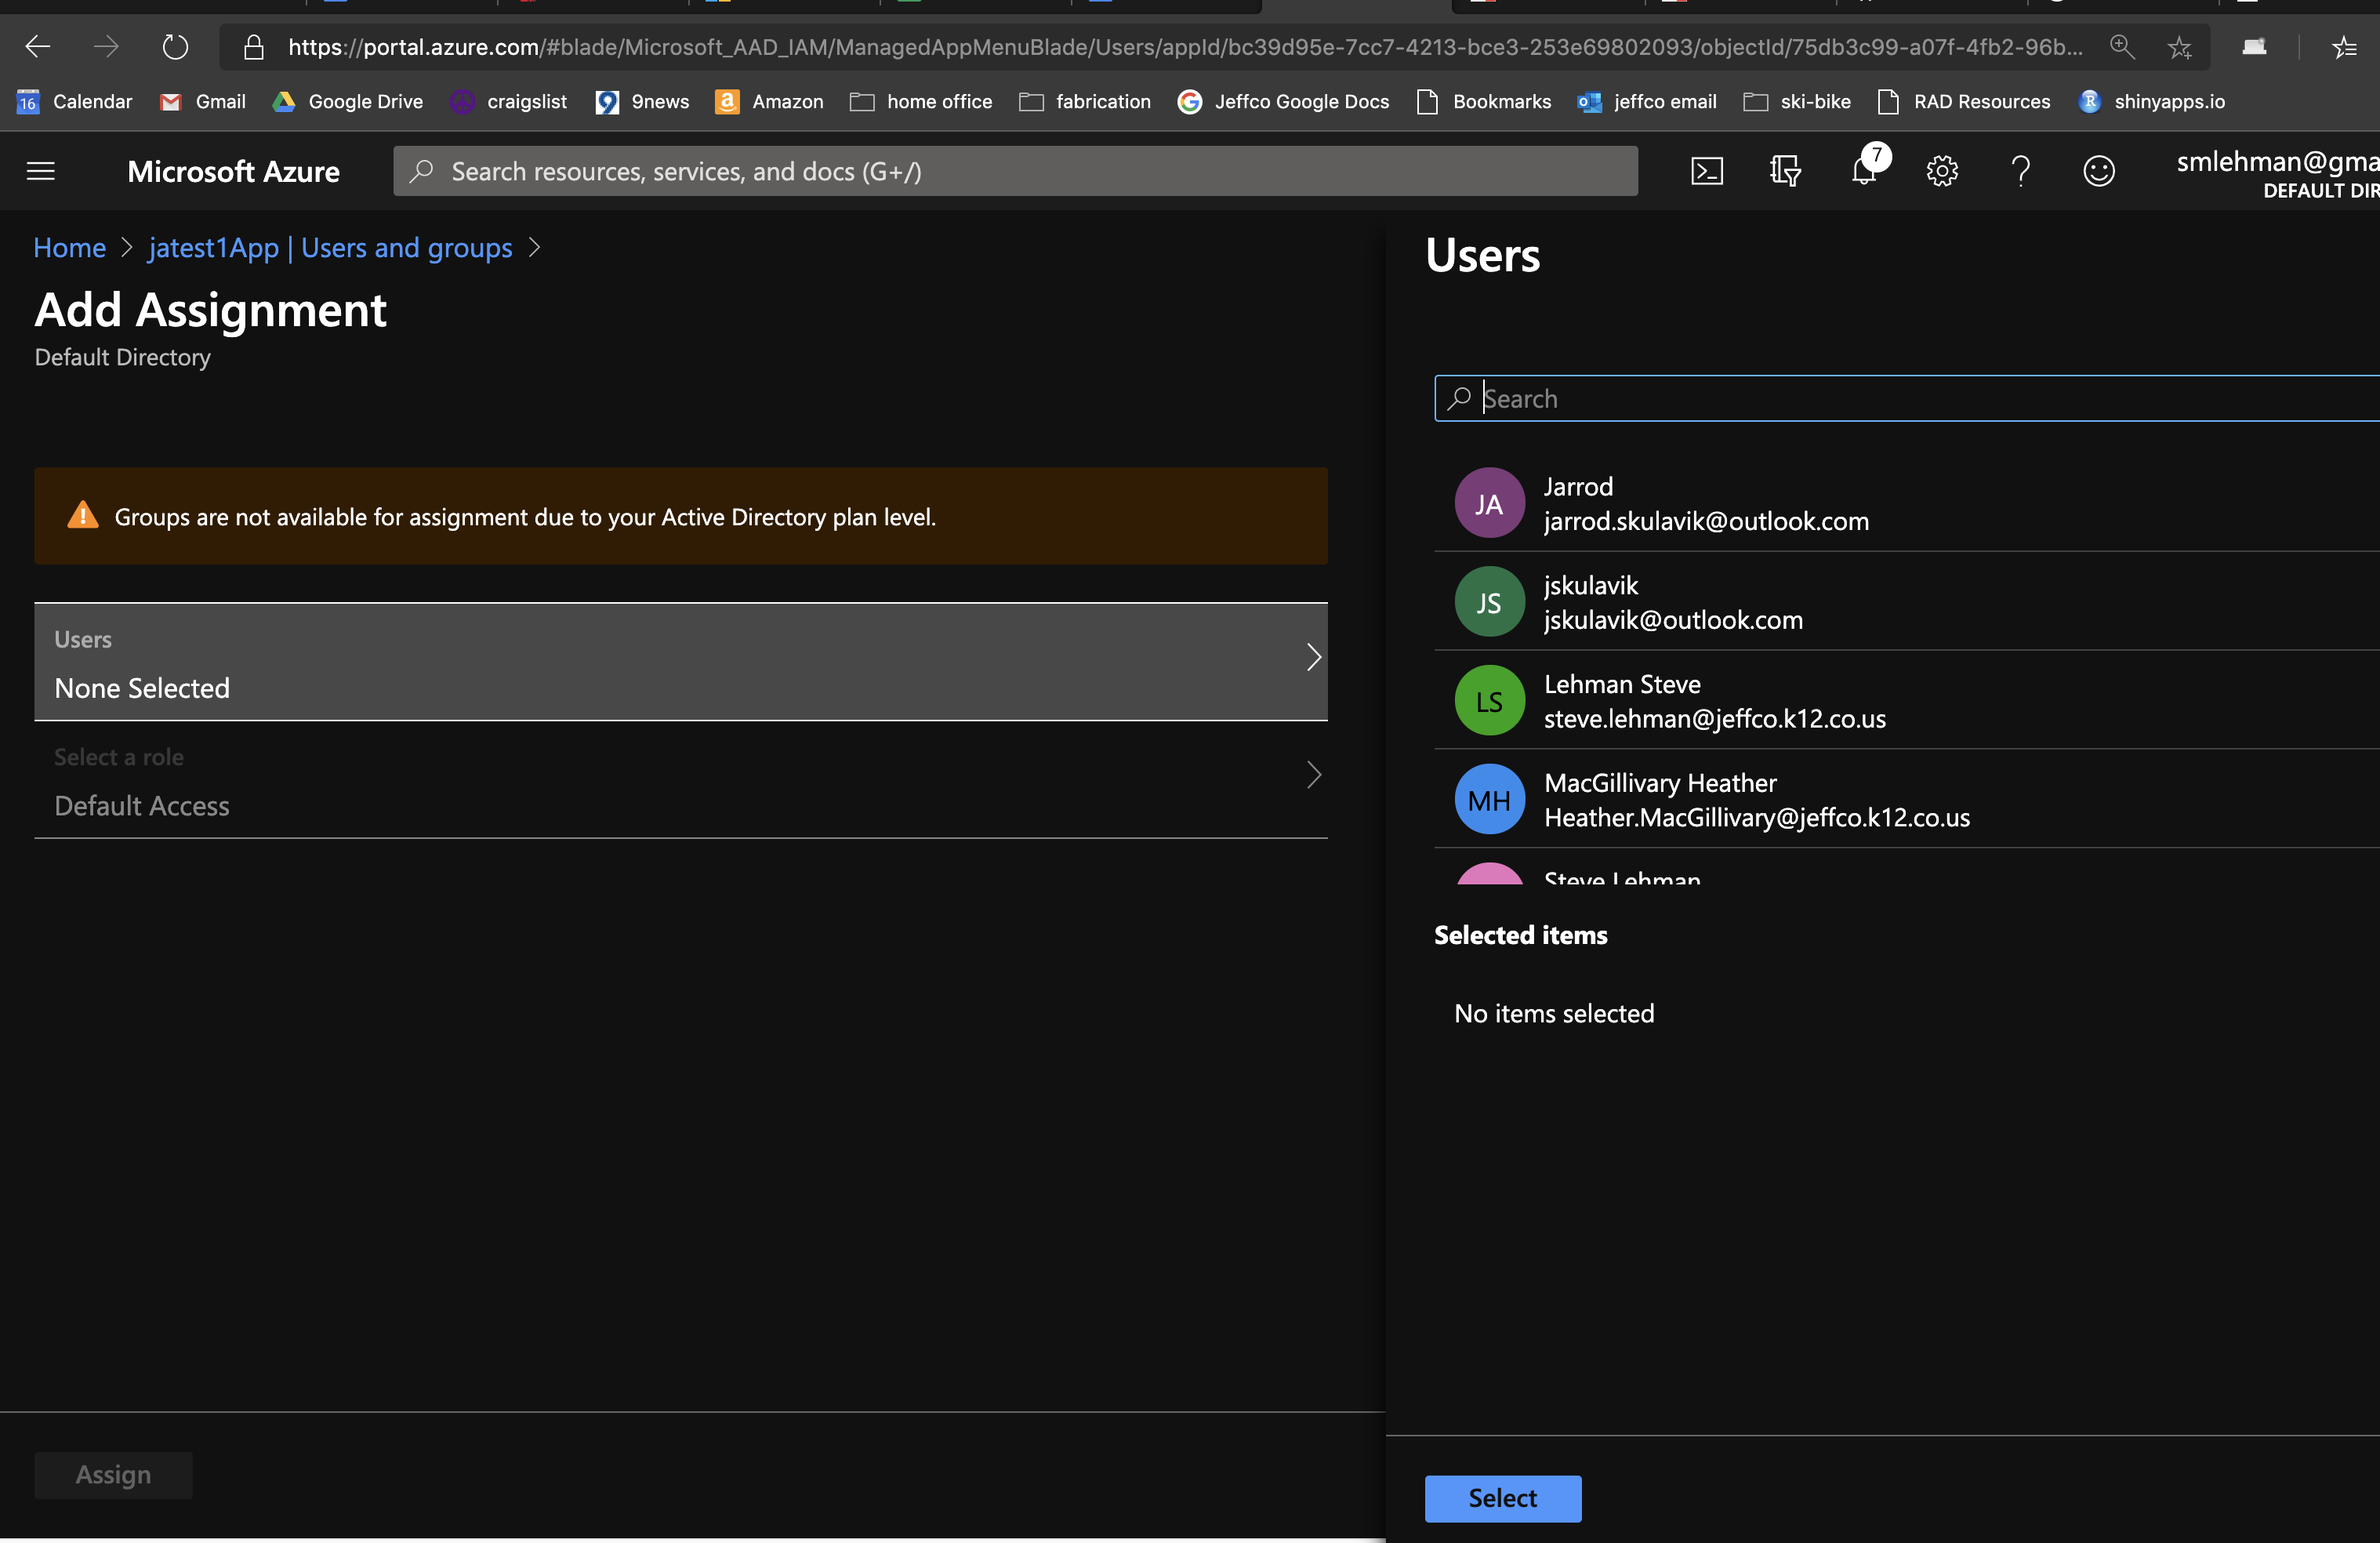 https://portal.azure.com/#blade/Microsoft_AAD_IAM/ManagedAppMenuBlade/Users/appId/bc39d95e-7cc7-4213-bce3-253e69802093/objectId/75db3c99-a07f-4fb2-96b...
16 Calendar Gmail Google Drive craigslist 9 9news a Amazon home office fabrication G Jeffco Google Docs Bookmarks jeffco email ski-bike RAD Resources R shinyapps.io
Microsoft Azure
Search resources, services, and docs (G+/)
7
smlehman@gma
DEFAULT DIR
Home > jatest1App | Users and groups >
Add Assignment
Default Directory
Groups are not available for assignment due to your Active Directory plan level.
Users
None Selected
Select a role
Default Access
Assign
Users
Search
JA
Jarrod
jarrod.skulavik@outlook.com
JS
jskulavik
jskulavik@outlook.com
LS
Lehman Steve
steve.lehman@jeffco.k12.co.us
MH
MacGillivary Heather
Heather.MacGillivary@jeffco.k12.co.us
Steve Lehman
Selected items
No items selected
Select